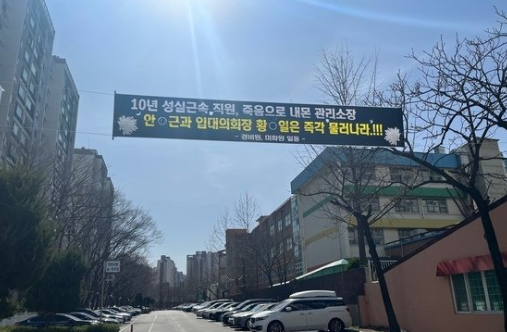 10년 성실근속 직원, 죽음으로 내몬 관리소장
안○근과 입대의회장 황○일은 즉각 물러나라.!!!
- 경비원, 미화원 일동 -